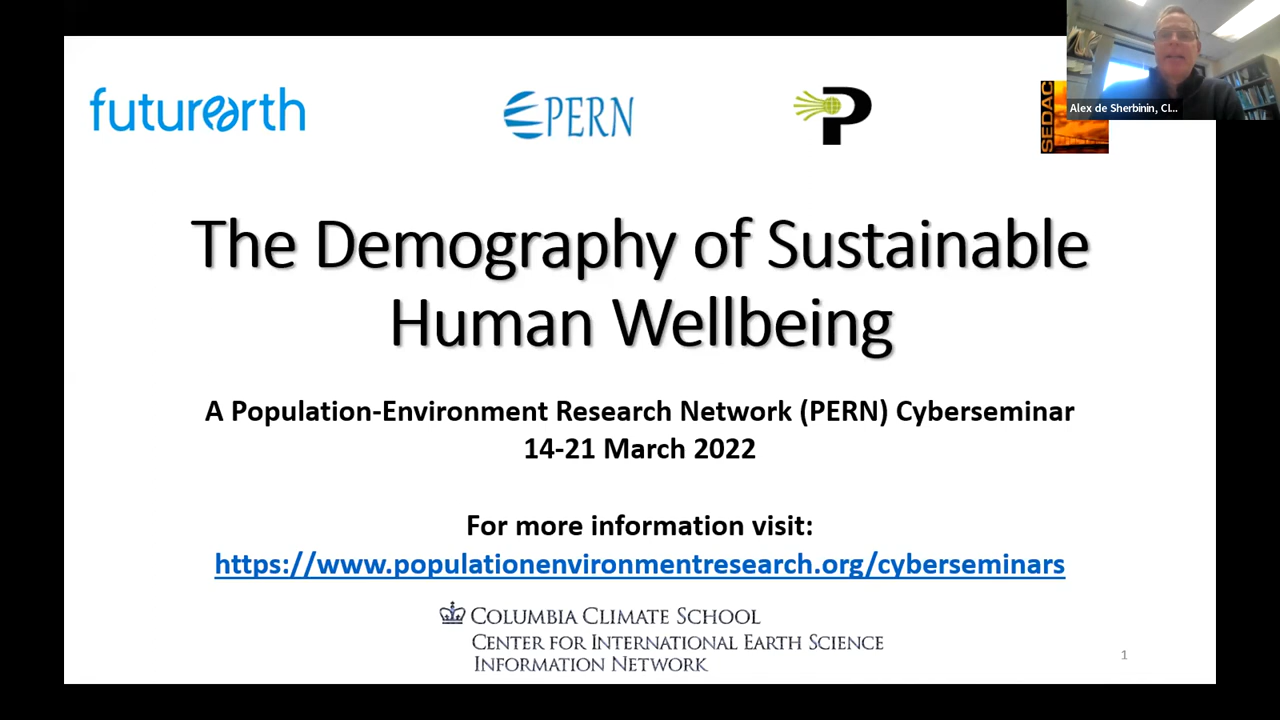 futurearth
PERN
P
SEDAC
Alex de Sherbinin, CI...
The Demography of Sustainable
Human Wellbeing
A Population-Environment Research Network (PERN) Cyberseminar
14-21 March 2022
For more information visit:
https://www.populationenvironmentresearch.org/cyberseminars
COLUMBIA CLIMATE SCHOOL
CENTER FOR INTERNATIONAL EARTH SCIENCE
INFORMATION NETWORK
1